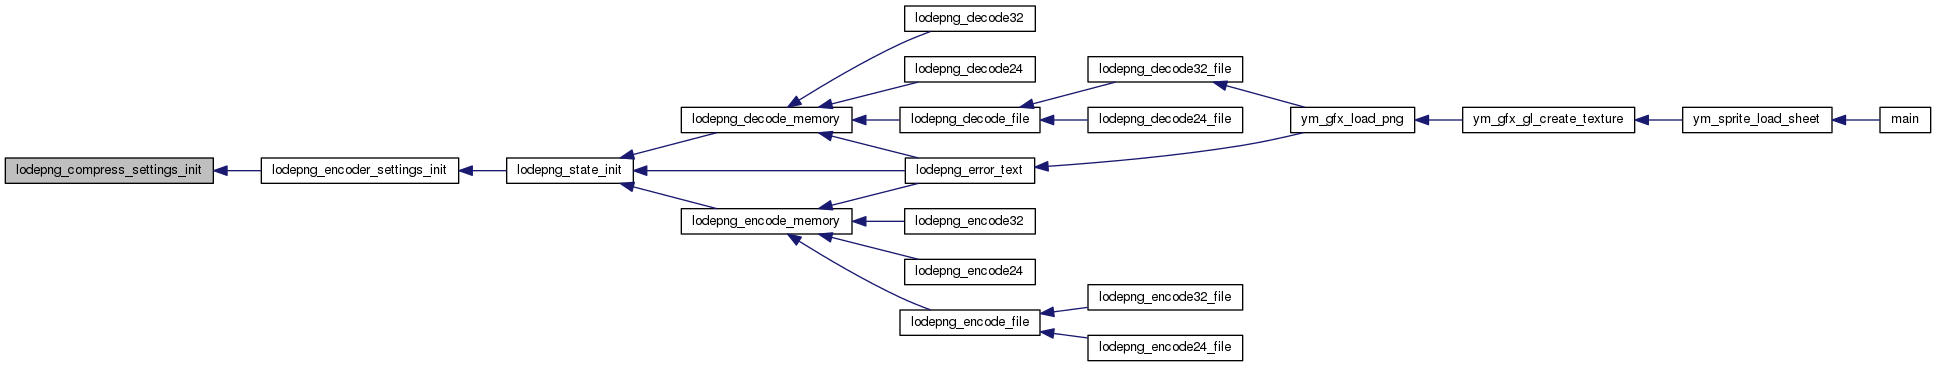 lodepng_decode32
lodepng_decode24
lodepng_decode32_file
lodepng_decode_memory
lodepng_decode_file
lodepng_decode24_file
ym_gfx_load_png
ym_gfx_gl_create_texture
ym_sprite_load_sheet
main
lodepng_compress_settings_init
lodepng_encoder_settings_init
lodepng_state_init
lodepng_error_text
lodepng_encode_memory
lodepng_encode32
lodepng_encode24
lodepng_encode32_file
lodepng_encode_file
lodepng_encode24_file